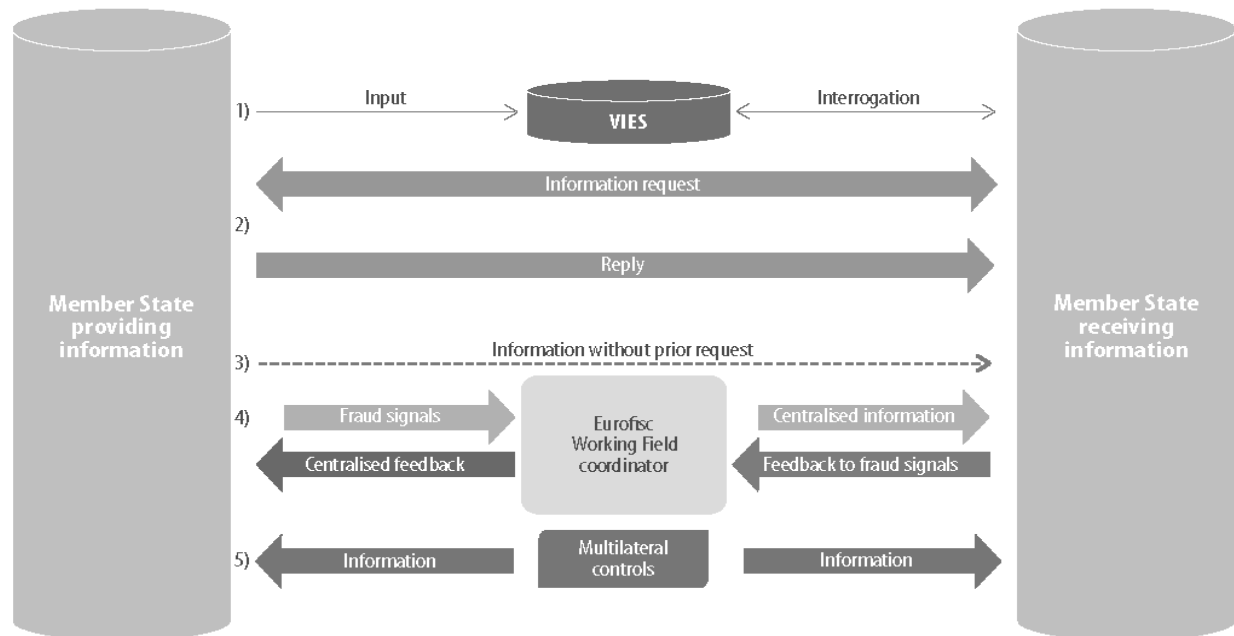 1)
Input
VIES
Interrogation
Information request
2)
Reply
Member State
providing
information
Member State
receiving
information
3)
Information without prior request
4)
Fraud signals
Eurofisc
Working Field
coordinator
Centralised information
Centralised feedback
Feedback to fraud signals
5)
Information
Multilateral
controls
Information